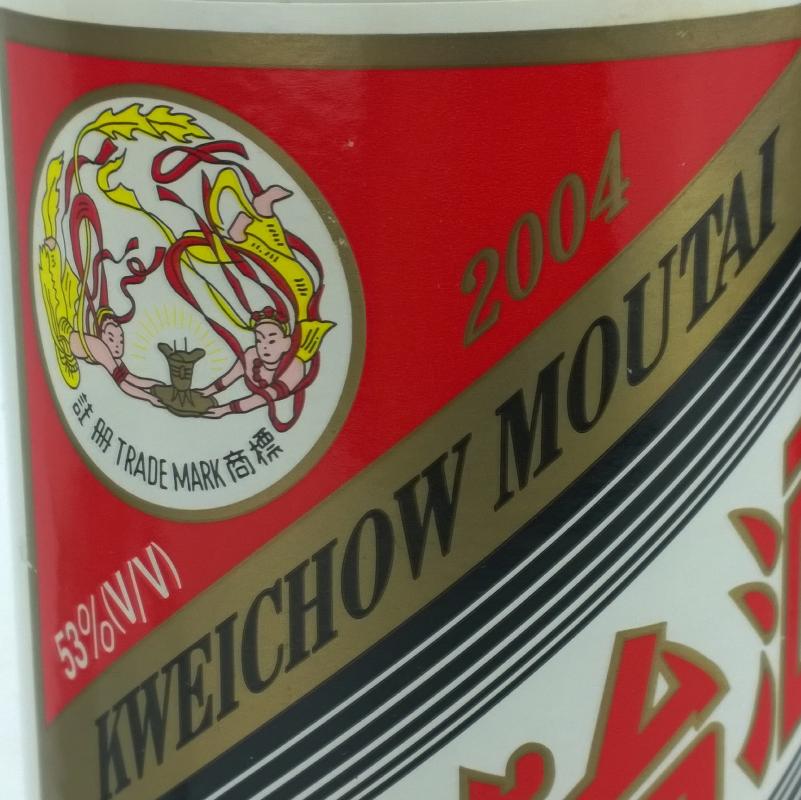 2004
註冊 TRADE MARK 商標
53%(V/V)
KWEICHOW MOUTAI